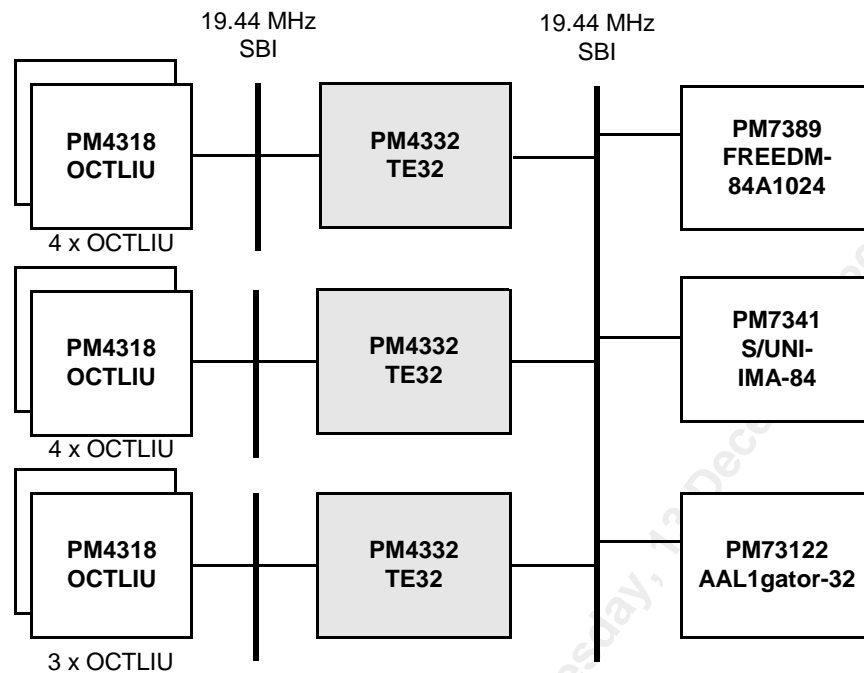 19.44 MHz
SBI
19.44 MHz
SBI
PM4318
OCTLIU
4 x OCTLIU
PM4332
TE32
PM7389
FREEDM-
84A1024
PM4318
OCTLIU
4 x OCTLIU
PM4332
TE32
PM7341
S/UNI-
IMA-84
PM4318
OCTLIU
3 x OCTLIU
PM4332
TE32
PM73122
AAL1gator-32